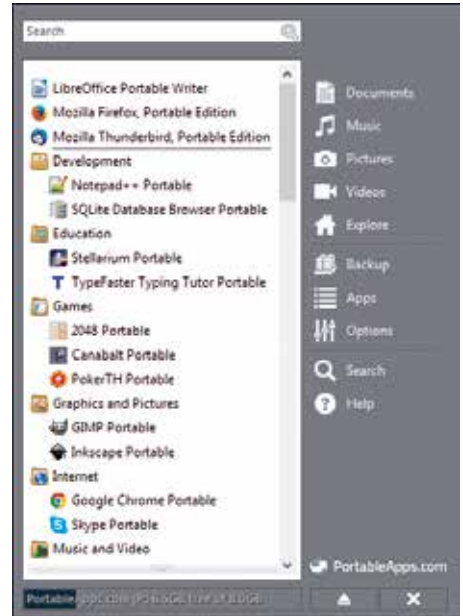 Search
LibreOffice Portable Writer
Mozilla Firefox, Portable Edition
Mozilla Thunderbird, Portable Edition
Development
Notepad++ Portable
SQLite Database Browser Portable
Education
Stellarium Portable
TypeFaster Typing Tutor Portable
Games
2048 Portable
Canabalt Portable
PokerTH Portable
Graphics and Pictures
GIMP Portable
Inkscape Portable
Internet
Google Chrome Portable
Skype Portable
Music and Video
Documents
Music
Pictures
Videos
Explore
Backup
Apps
Options
Search
Help
PortableApps.com
PortableApps.com